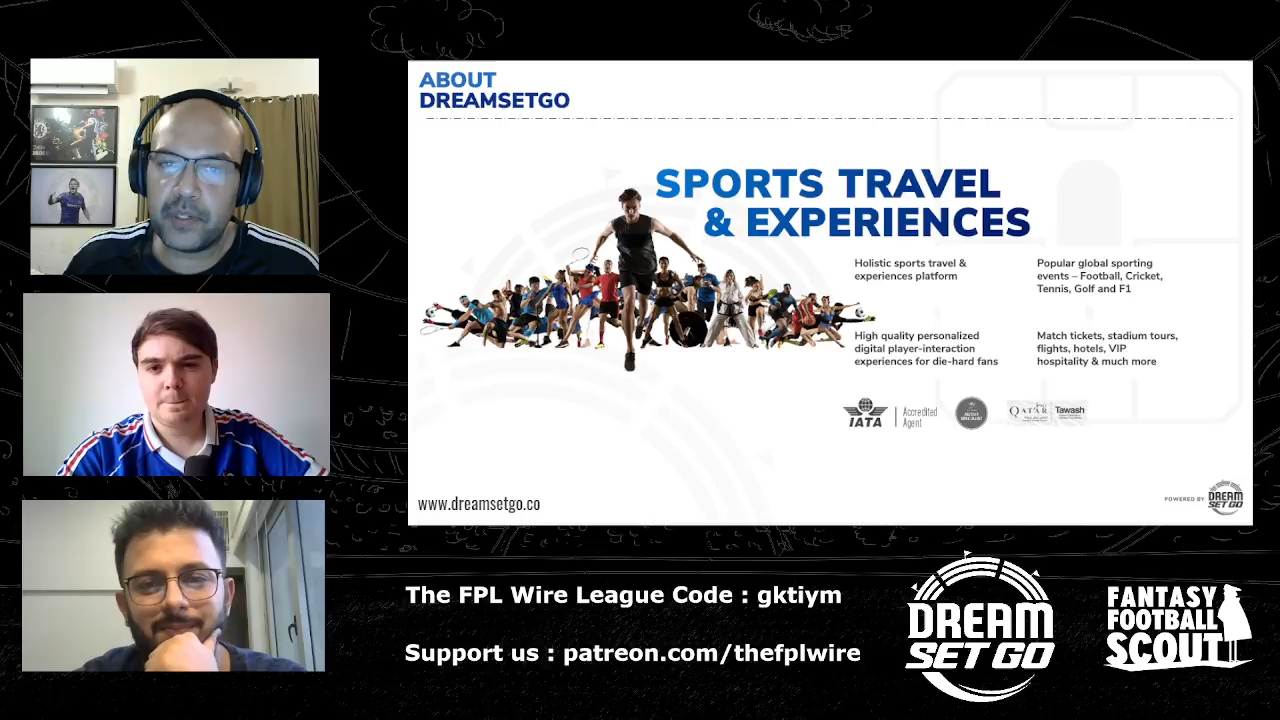 ABOUT
DREAMSETGO
SPORTS TRAVEL
& EXPERIENCES
Holistic sports travel &
experiences platform
Popular global sporting
events – Football, Cricket,
Tennis, Golf and F1
High quality personalized
digital player-interaction
experiences for die-hard fans
Match tickets, stadium tours,
flights, hotels, VIP
hospitality & much more
IATA
Accredited
Agent
QATAR
Tawash
www.dreamsetgo.co
POWERED BY
DREAM
SET GO
The FPL Wire League Code : gktiym
Support us : patreon.com/thefplwire
DREAM
SET GO
FANTASY
FOOTBALL
SCOUT